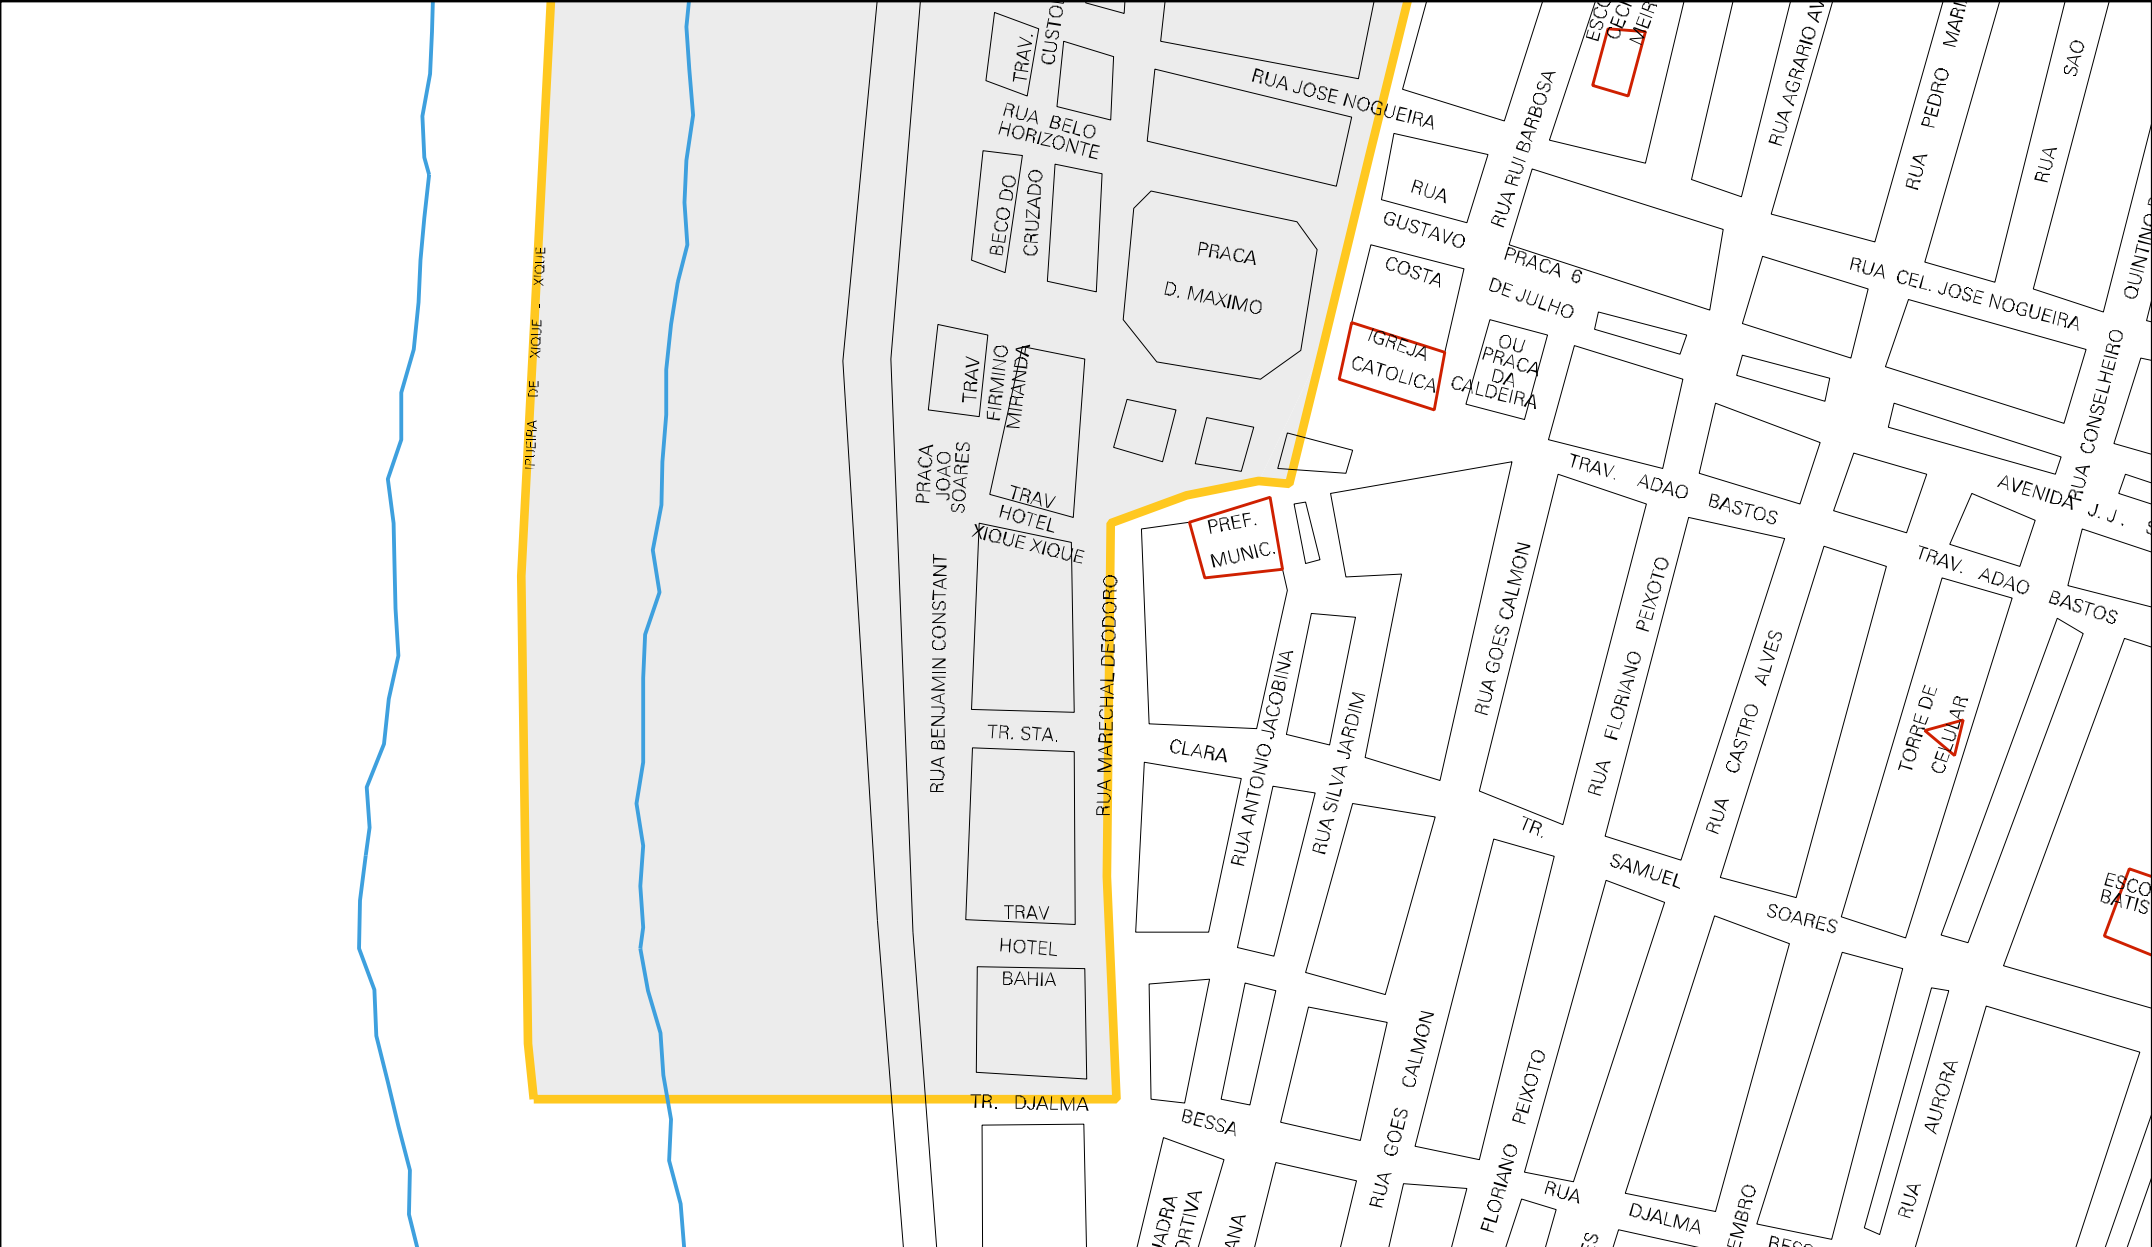 TRAV.
RUA BELO
HORIZONTE
RUA JOSE NOGUEIRA
BECO DO
CRUZADO
PRACA
D. MAXIMO
RUA
GUSTAVO
COSTA
IGREJA
CATOLICA
RUA RUI BARBOSA
PRACA 6
DE JULHO
OU
PRACA
DA
CALDEIRA
RUA PEDRO
RUA SAO
RUA CEL. JOSE NOGUEIRA
RUA CONSELHEIRO
QUINTINO
RUA AGRARIO
IPUEIRA DE XIQUE - XIQUE
TRAV
FIRMINO
MIRANDA
PRACA
JOAO
SOARES
TRAV
HOTEL
XIQUE XIQUE
RUA BENJAMIN CONSTANT
RUA MARECHAL DEODORO
PREF.
MUNIC.
TRAV. ADAO BASTOS
AVENIDA J. J.
TRAV. ADAO BASTOS
RUA GOES CALMON
RUA FLORIANO PEIXOTO
RUA CASTRO ALVES
TORRE DE
CELULAR
TR. STA.
CLARA
RUA ANTONIO JACOBINA
RUA SILVA JARDIM
TR.
SAMUEL
SOARES
TRAV
HOTEL
BAHIA
TR. DJALMA
BESSA
RUA GOES CALMON
FLORIANO PEIXOTO
RUA
DJALMA
RUA AURORA